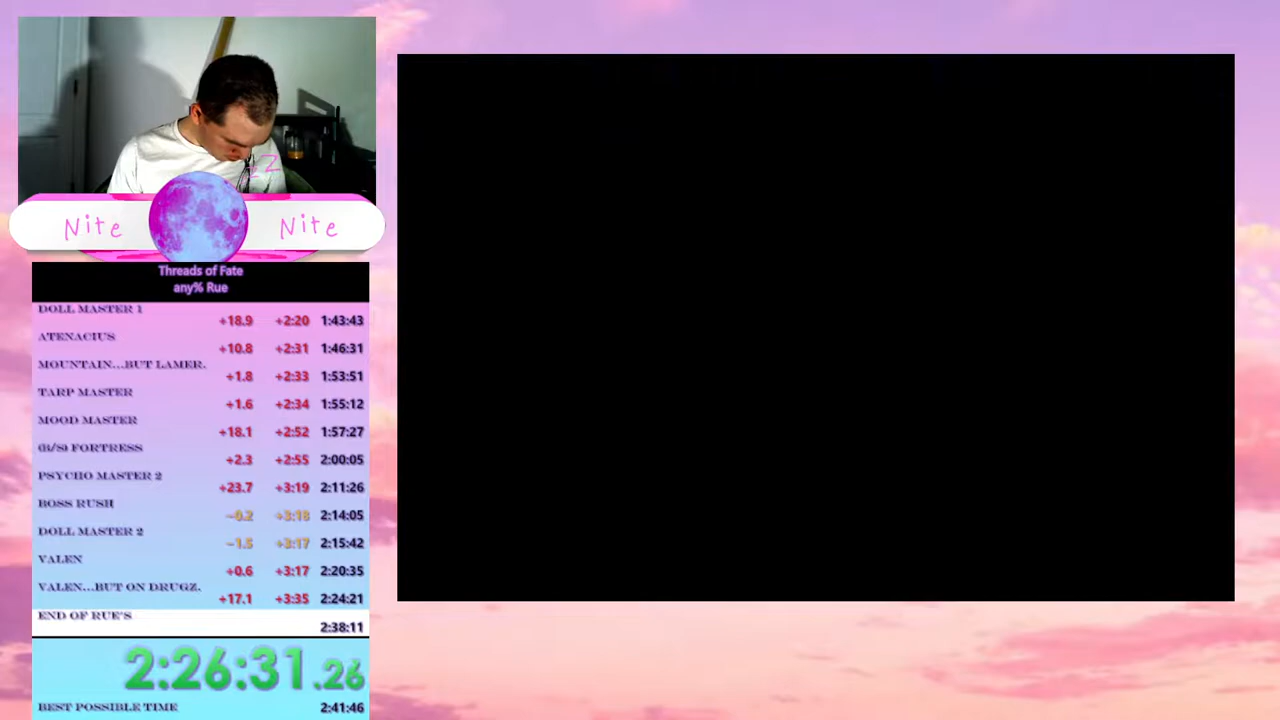 zZ
Nite Nite
Threads of Fate
any% Rue
DOLL MASTER 1
+18.9 +2:20 1:43:43
ATENACIUS
+10.8 +2:31 1:46:31
MOUNTAIN...BUT LAMER.
+1.8 +2:33 1:53:51
TARP MASTER
+1.6 +2:34 1:55:12
MOOD MASTER
+18.1 +2:52 1:57:27
(B/S) FORTRESS
+2.3 +2:55 2:00:05
PSYCHO MASTER 2
+23.7 +3:19 2:11:26
BOSS RUSH
−0.2 +3:18 2:14:05
DOLL MASTER 2
−1.5 +3:17 2:15:42
VALEN
+0.6 +3:17 2:20:35
VALEN...BUT ON DRUGZ.
+17.1 +3:35 2:24:21
END OF RUE'S
2:38:11
2:26:31.26
BEST POSSIBLE TIME 2:41:46